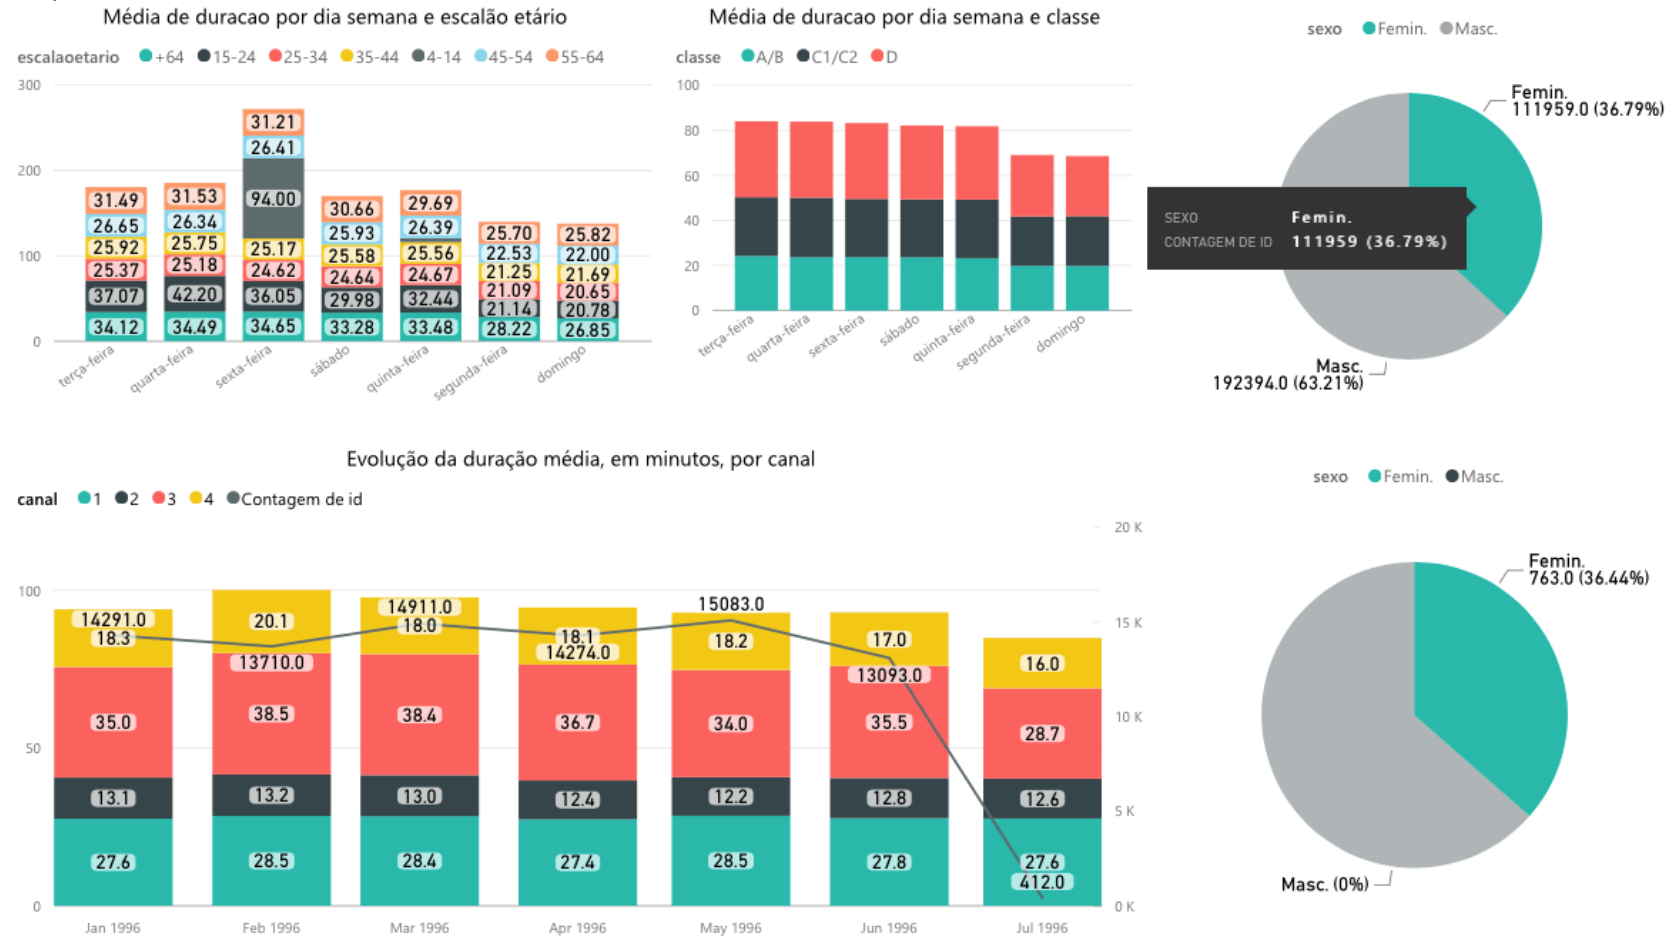 Média de duracao por dia semana e escalão etário
escalaoetario +64 15-24 25-34 35-44 4-14 45-54 55-64
300
200
100
0
31.49
26.65
25.92
25.37
37.07
34.12
31.53
26.34
25.75
25.18
42.20
34.49
31.21
26.41
94.00
25.17
24.62
36.05
34.65
30.66
25.93
25.58
24.64
29.98
33.28
29.69
26.39
25.56
24.67
32.44
33.48
25.70
22.53
21.25
21.09
21.14
28.22
25.82
22.00
21.69
20.65
20.78
26.85
terça-feira
quarta-feira
sexta-feira
sábado
quinta-feira
segunda-feira
domingo
Média de duracao por dia semana e classe
classe A/B C1/C2 D
100
80
60
40
20
0
terça-feira
quarta-feira
sexta-feira
sábado
quinta-feira
segunda-feira
domingo
sexo Femin. Masc.
Femin.
111959.0 (36.79%)
SEXO Femin.
CONTAGEM DE ID 111959 (36.79%)
Masc.
192394.0 (63.21%)
Evolução da duração média, em minutos, por canal
canal 1 2 3 4 Contagem de id
100
50
0
14291.0
18.3
35.0
13.1
27.6
20.1
13710.0
38.5
13.2
28.5
14911.0
18.0
38.4
13.0
28.4
18.1
14274.0
36.7
12.4
27.4
15083.0
18.2
34.0
12.2
28.5
17.0
13093.0
35.5
12.8
27.8
16.0
28.7
12.6
27.6
412.0
20 K
15 K
10 K
5 K
0 K
Jan 1996
Feb 1996
Mar 1996
Apr 1996
May 1996
Jun 1996
Jul 1996
sexo Femin. Masc.
Femin.
763.0 (36.44%)
Masc. (0%)